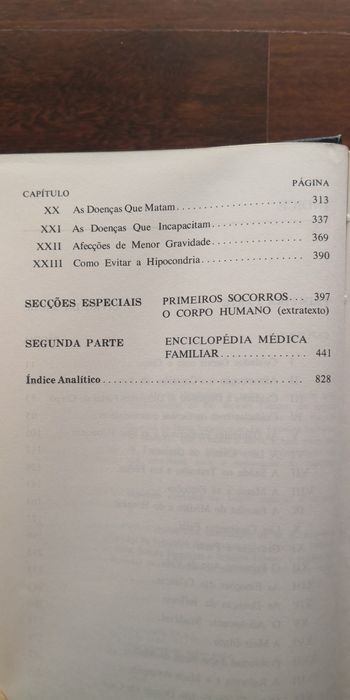 CAPÍTULO PÁGINA
XX As Doenças Que Matam........................ 313
XXI As Doenças Que Incapacitam................ 337
XXII Afecções de Menor Gravidade................ 369
XXIII Como Evitar a Hipocondria.................. 390
SECÇÕES ESPECIAIS PRIMEIROS SOCORROS... 397
O CORPO HUMANO (extratexto)
SEGUNDA PARTE ENCICLOPÉDIA MÉDICA
FAMILIAR............... 441
Índice Analítico........................................ 828